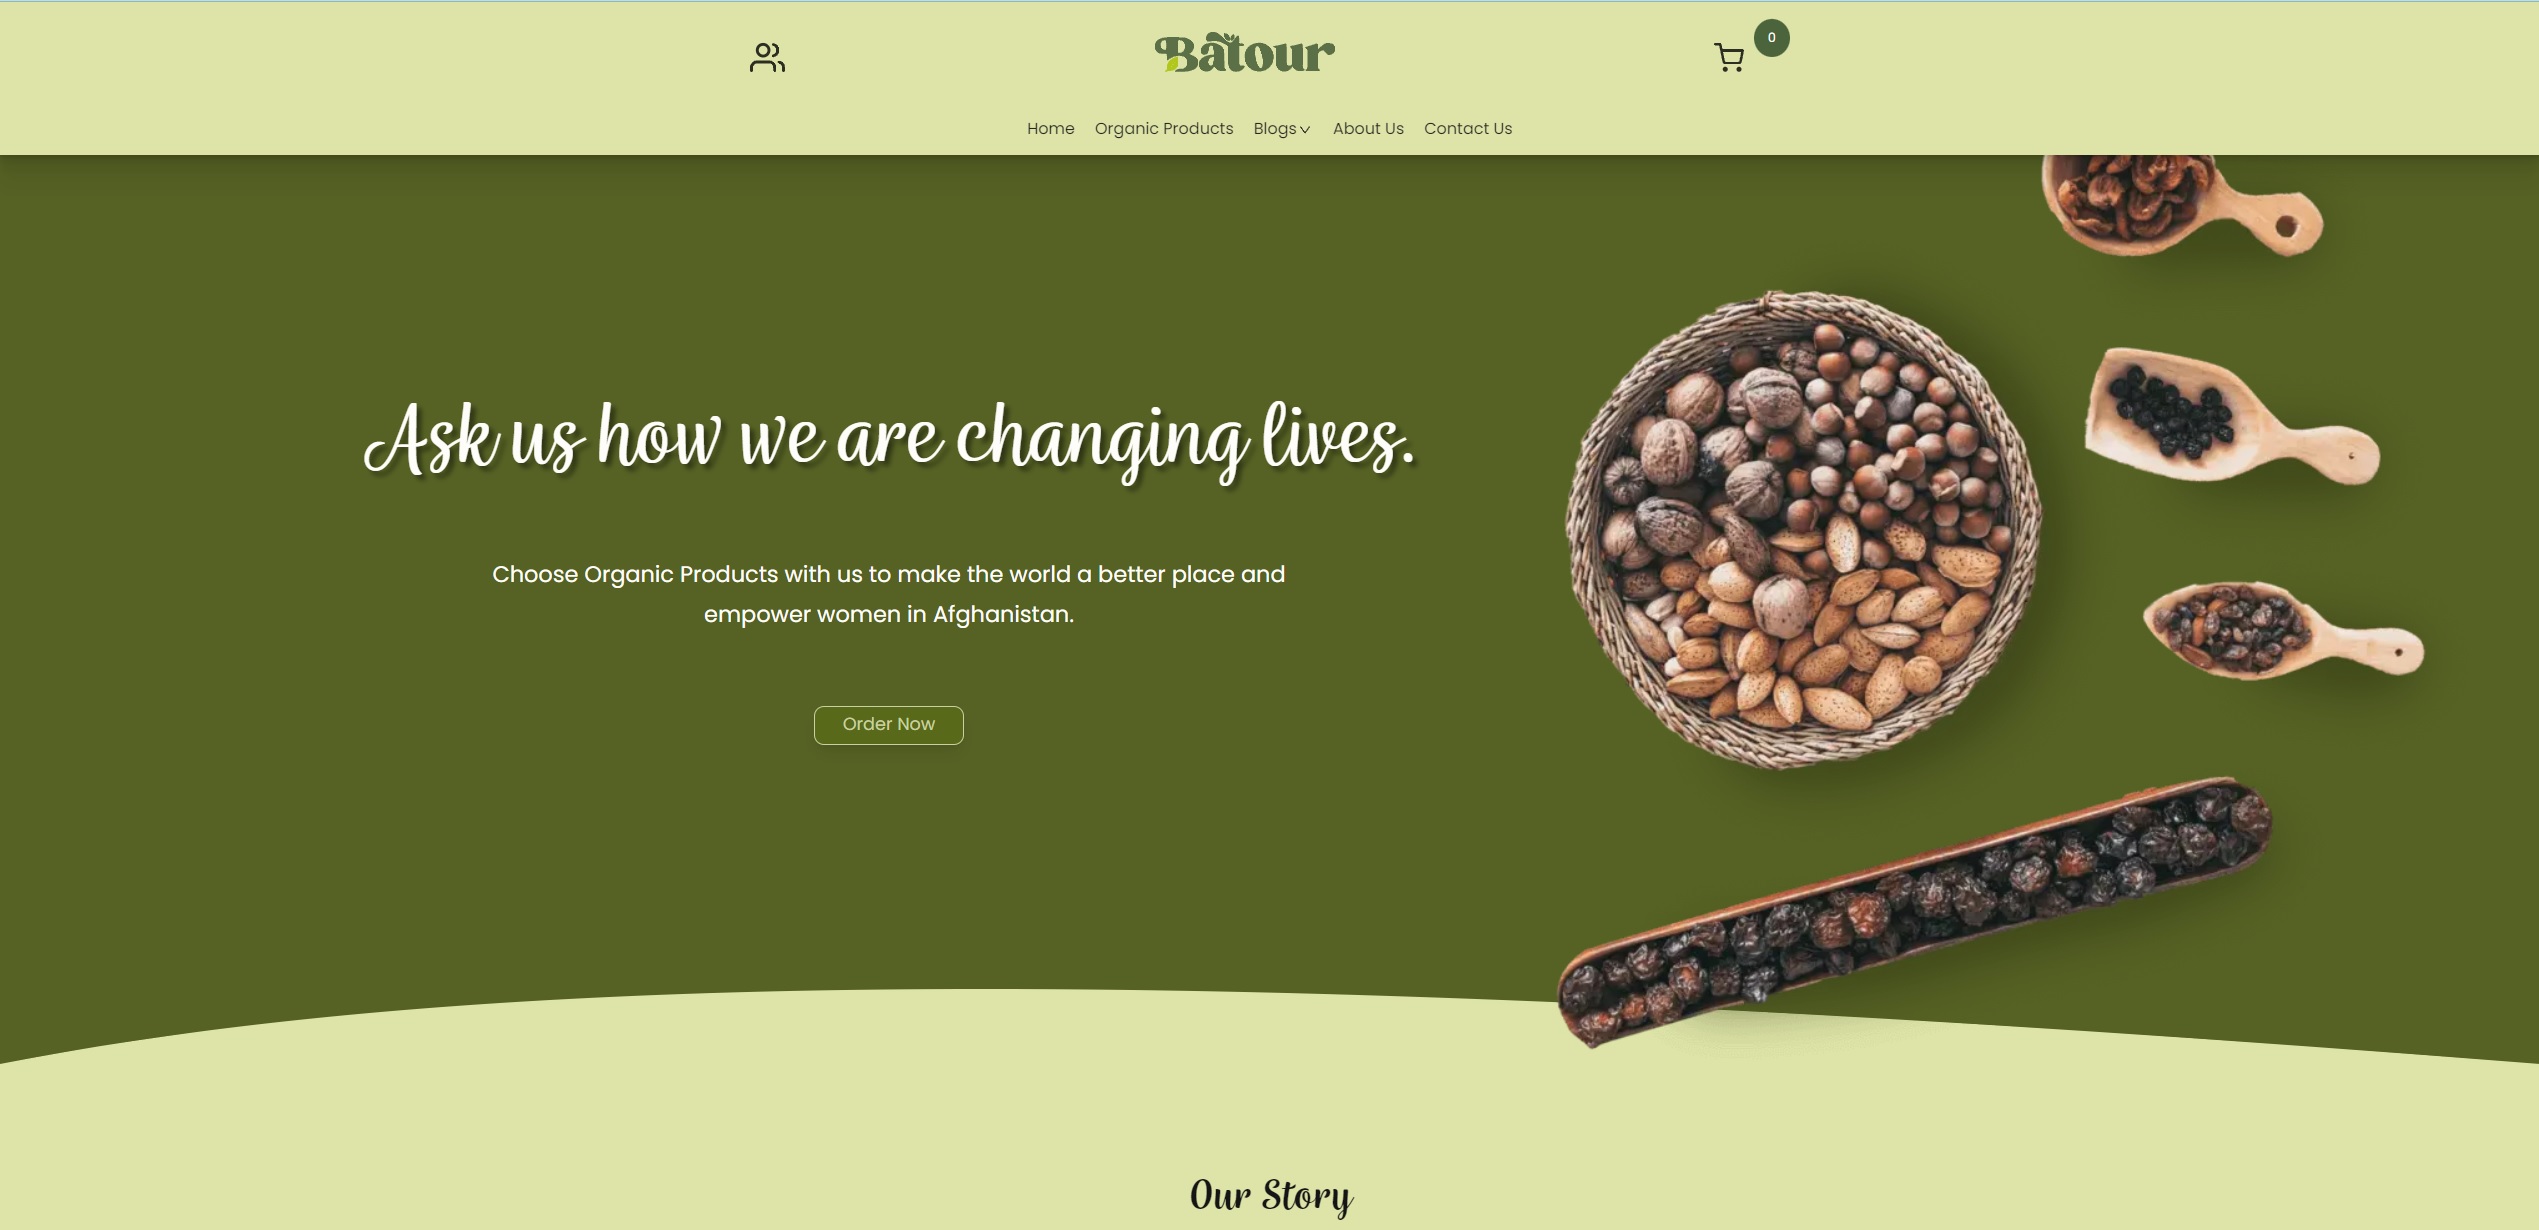 Batour
0
Home Organic Products Blogs About Us Contact Us
Ask us how we are changing lives.
Choose Organic Products with us to make the world a better place and
empower women in Afghanistan.
Order Now
Our Story